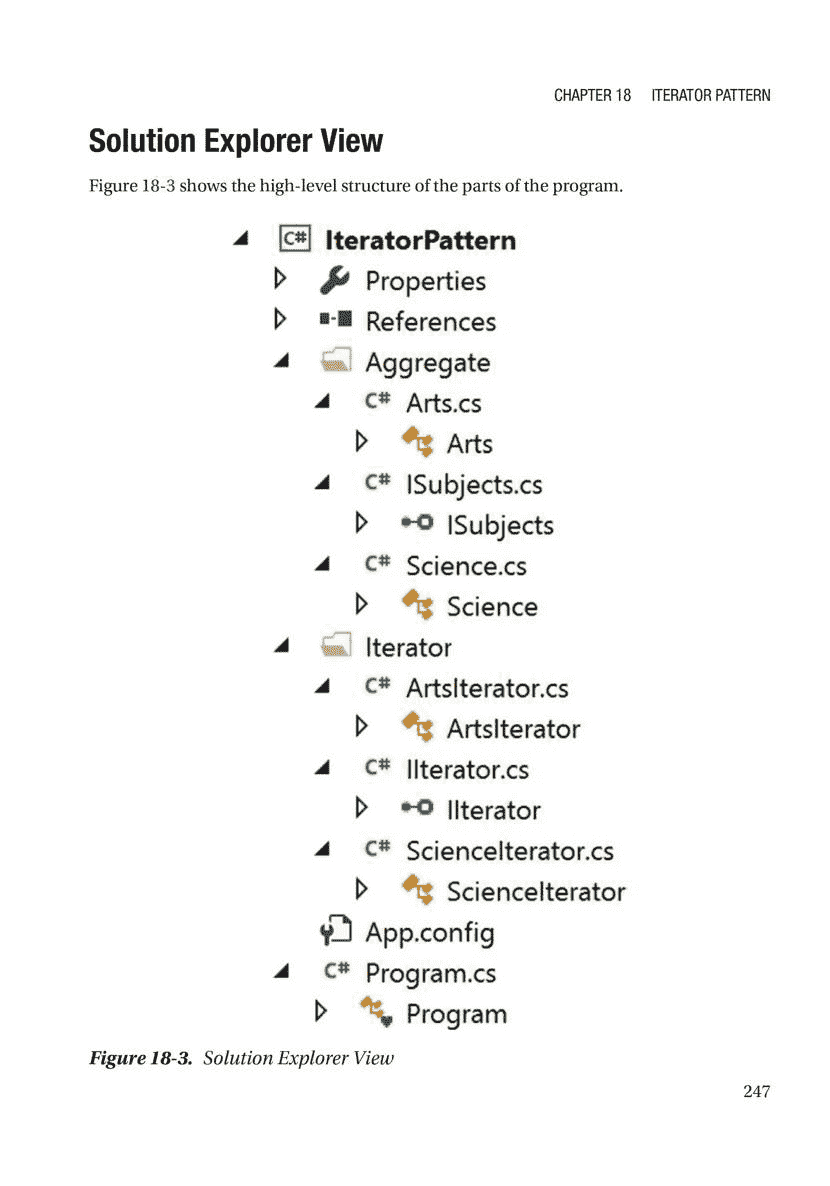 CHAPTER 18 ITERATOR PATTERN
Solution Explorer View
Figure 18-3 shows the high-level structure of the parts of the program.
C# IteratorPattern
Properties
References
Aggregate
C# Arts.cs
Arts
C# ISubjects.cs
ISubjects
C# Science.cs
Science
Iterator
C# ArtsIterator.cs
ArtsIterator
C# IIterator.cs
IIterator
C# ScienceIterator.cs
ScienceIterator
App.config
C# Program.cs
Program
Figure 18-3. Solution Explorer View
247